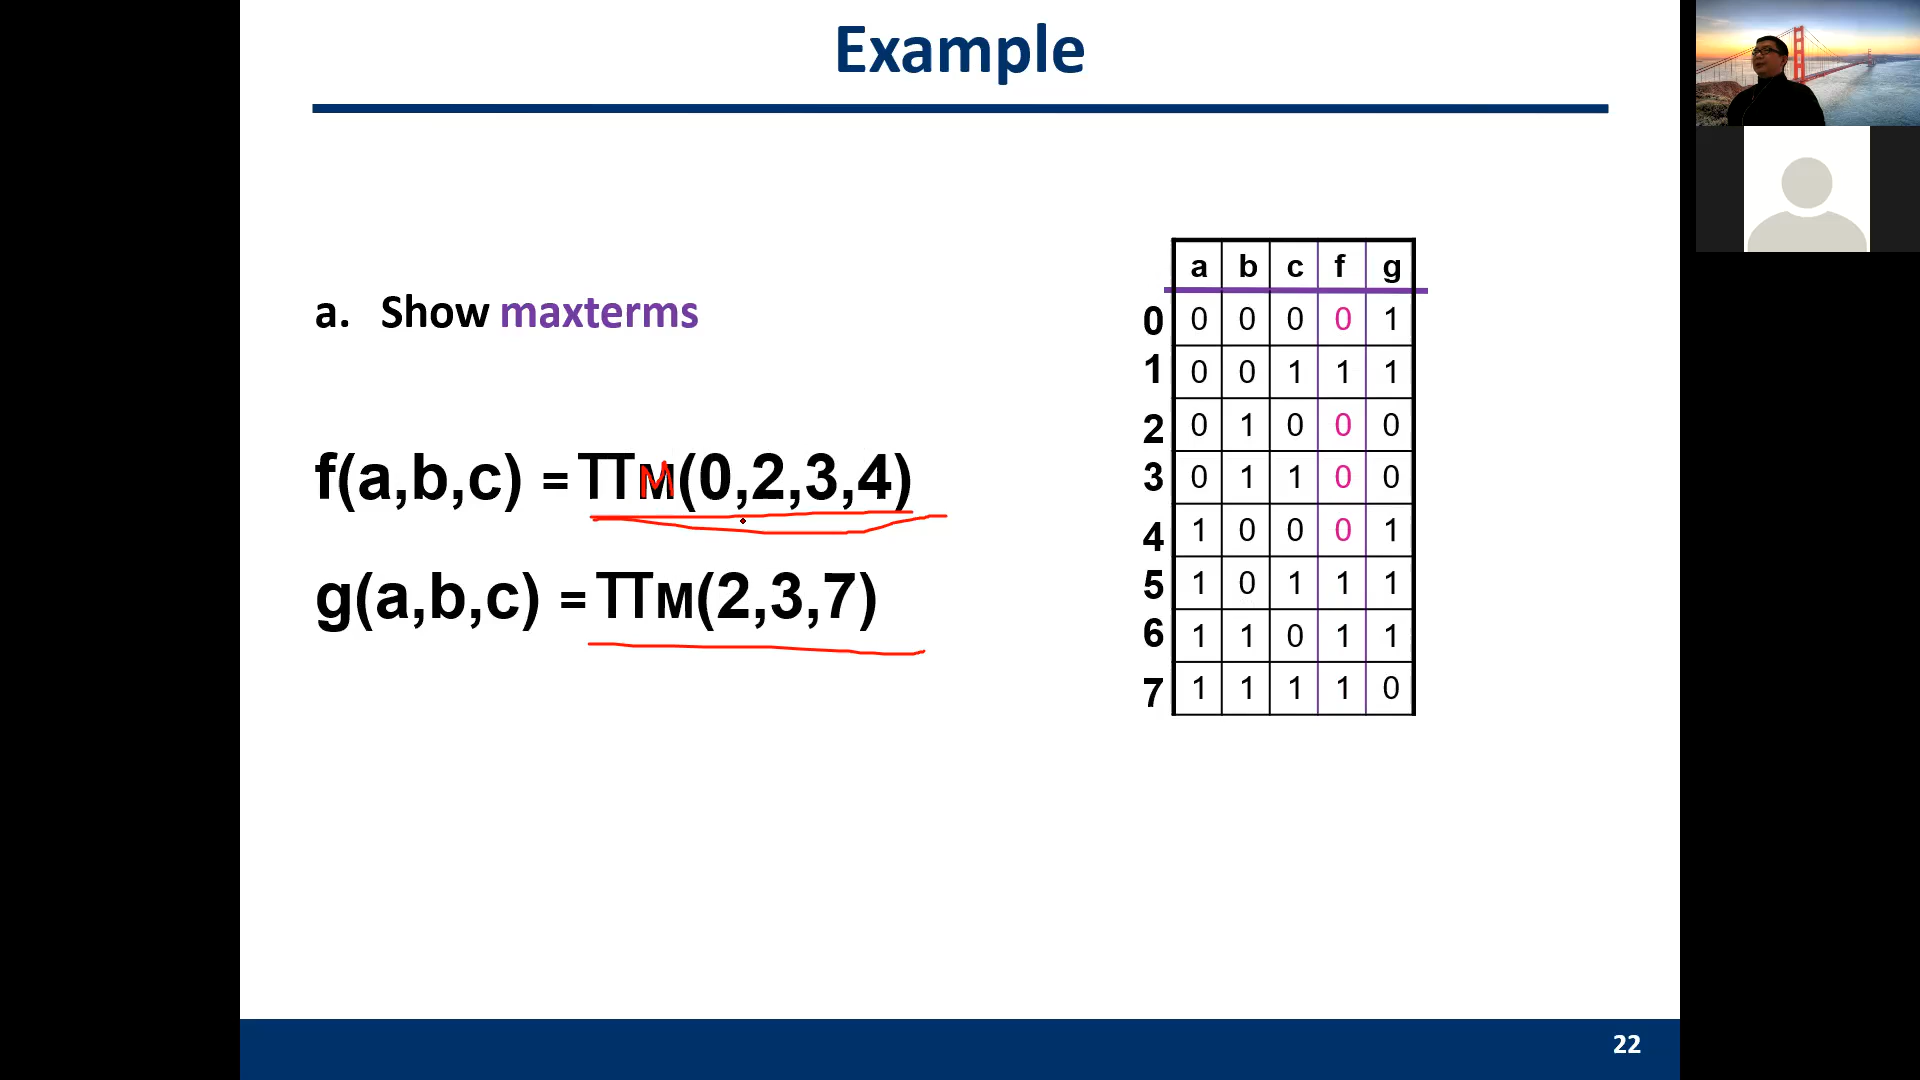 Example
a. Show maxterms
f(a,b,c) = ΠM(0,2,3,4)
g(a,b,c) = ΠM(2,3,7)
a b c f g
0 0 0 0 0 1
1 0 0 1 1 1
2 0 1 0 0 0
3 0 1 1 0 0
4 1 0 0 0 1
5 1 0 1 1 1
6 1 1 0 1 1
7 1 1 1 1 0
22